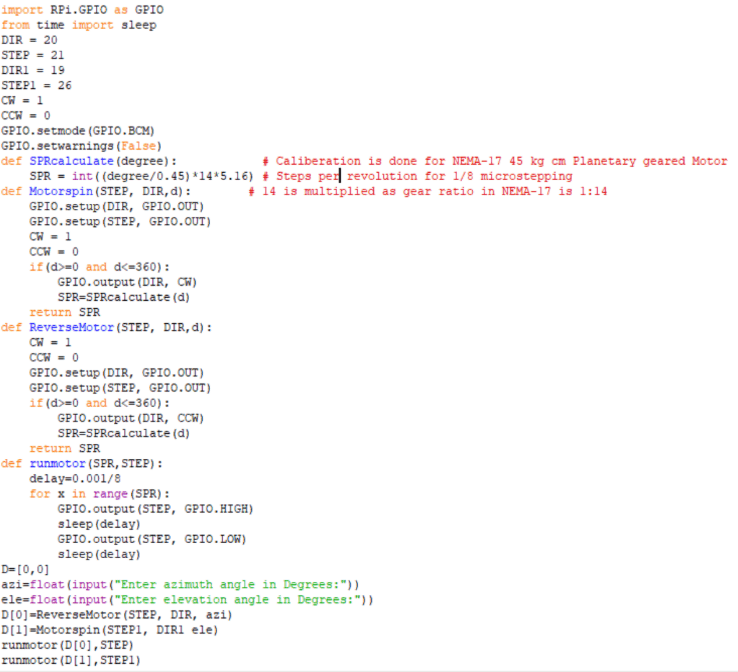 import RPi.GPIO as GPIO
from time import sleep
DIR = 20
STEP = 21
DIR1 = 19
STEP1 = 26
CW = 1
CCW = 0
GPIO.setmode(GPIO.BCM)
GPIO.setwarnings(False)
def SPRcalculate(degree):            # Caliberation is done for NEMA-17 45 kg cm Planetary geared Motor
    SPR = int((degree/0.45)*14*5.16) # Steps per revolution for 1/8 microstepping
def Motorspin(STEP, DIR,d):        # 14 is multiplied as gear ratio in NEMA-17 is 1:14
    GPIO.setup(DIR, GPIO.OUT)
    GPIO.setup(STEP, GPIO.OUT)
    CW = 1
    CCW = 0
    if(d>=0 and d<=360):
        GPIO.output(DIR, CW)
        SPR=SPRcalculate(d)
    return SPR
def ReverseMotor(STEP, DIR,d):
    CW = 1
    CCW = 0
    GPIO.setup(DIR, GPIO.OUT)
    GPIO.setup(STEP, GPIO.OUT)
    if(d>=0 and d<=360):
        GPIO.output(DIR, CCW)
        SPR=SPRcalculate(d)
    return SPR
def runmotor(SPR,STEP):
    delay=0.001/8
    for x in range(SPR):
        GPIO.output(STEP, GPIO.HIGH)
        sleep(delay)
        GPIO.output(STEP, GPIO.LOW)
        sleep(delay)
D=[0,0]
azi=float(input("Enter azimuth angle in Degrees:"))
ele=float(input("Enter elevation angle in Degrees:"))
D[0]=ReverseMotor(STEP, DIR, azi)
D[1]=Motorspin(STEP1, DIR1 ele)
runmotor(D[0],STEP)
runmotor(D[1],STEP1)